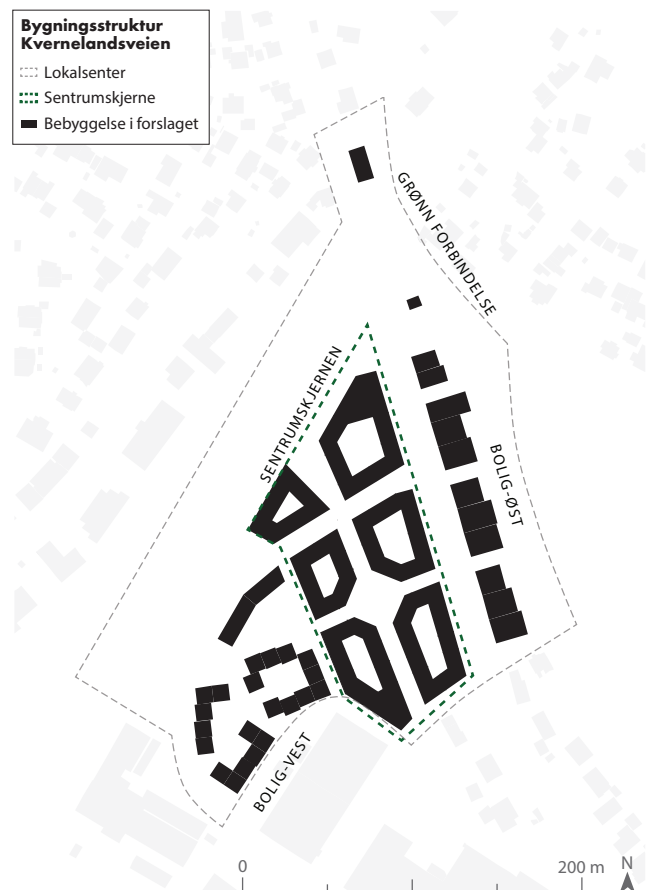 Bygningsstruktur
Kvernelandsveien
Lokalsenter
Sentrumskjerne
Bebyggelse i forslaget
GRØNN FORBINDELSE
SENTRUMSKJERNEN
BOLIG-ØST
BOLIG-VEST
0
200 m
N